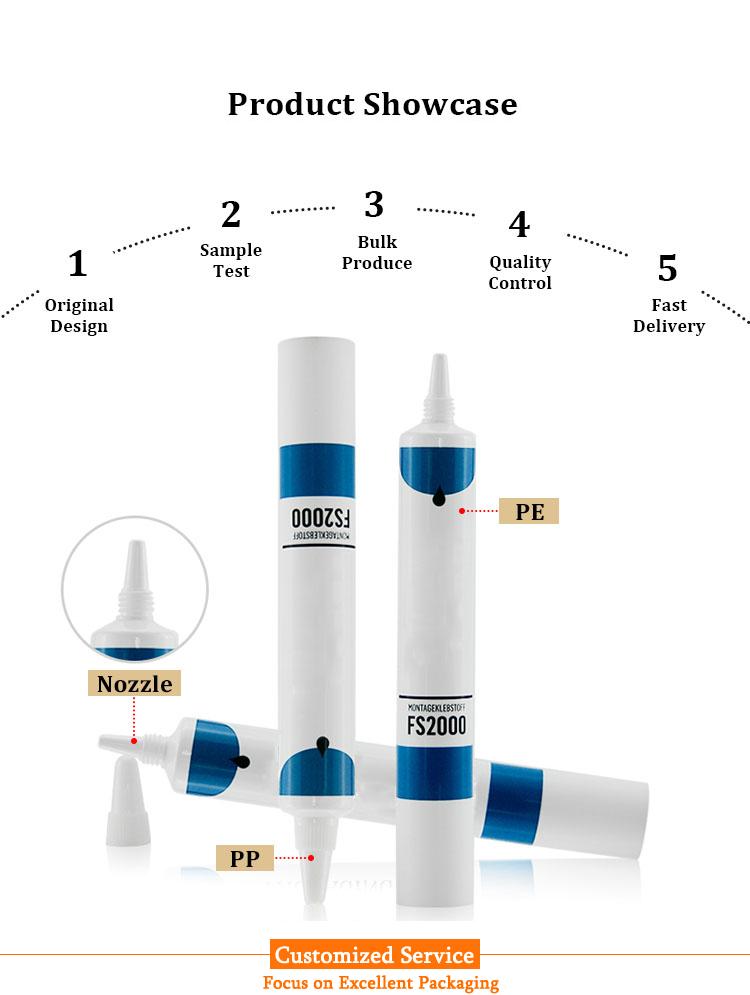 Product Showcase
1
Original
Design
2
Sample
Test
3
Bulk
Produce
4
Quality
Control
5
Fast
Delivery
FS2000
MONTAGEKLEBSTOFF
PE
Nozzle
MONTAGEKLEBSTOFF
FS2000
PP
Customized Service
Focus on Excellent Packaging